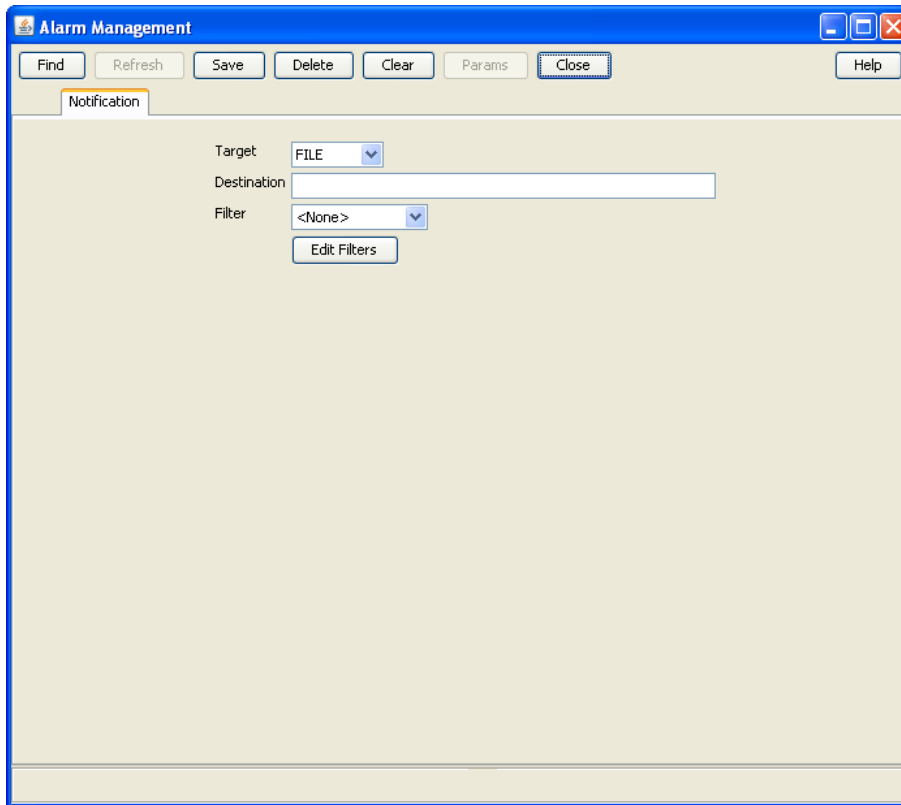 Alarm Management
Find Refresh Save Delete Clear Params Close Help
Notification
Target FILE
Destination
Filter <None>
Edit Filters